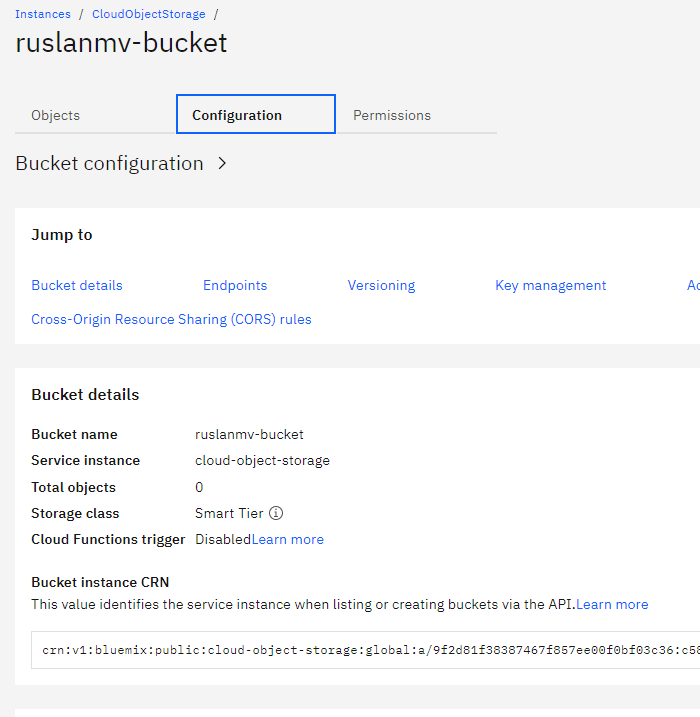 Instances / CloudObjectStorage /
ruslanmv-bucket
Objects Configuration Permissions
Bucket configuration
Jump to
Bucket details Endpoints Versioning Key management
Cross-Origin Resource Sharing (CORS) rules
Bucket details
Bucket name ruslanmv-bucket
Service instance cloud-object-storage
Total objects 0
Storage class Smart Tier
Cloud Functions trigger DisabledLearn more
Bucket instance CRN
This value identifies the service instance when listing or creating buckets via the API.Learn more
crn:v1:bluemix:public:cloud-object-storage:global:a/9f2d81f38387467f857ee00f0bf03c36:c58